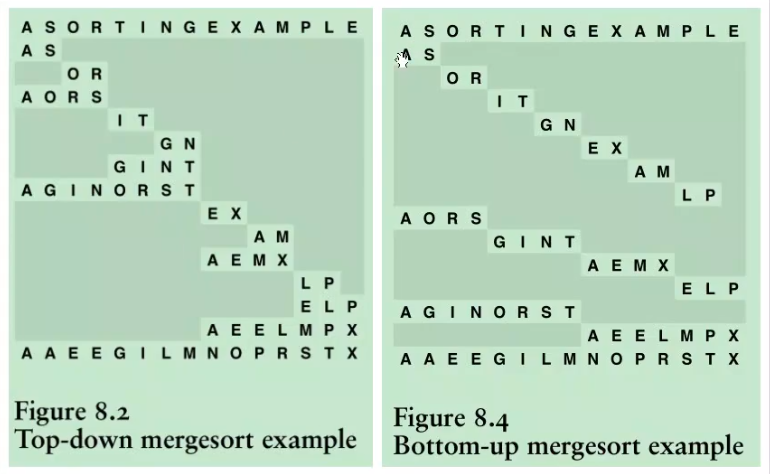 A S O R T I N G E X A M P L E
A S
O R
A O R S
I T
G N
G I N T
A G I N O R S T
E X
A M
A E M X
L P
E L P
A E E L M P X
A A E E G I L M N O P R S T X
Figure 8.2
Top-down mergesort example
A S O R T I N G E X A M P L E
A S
O R
I T
G N
E X
A M
L P
A O R S
G I N T
A E M X
E L P
A G I N O R S T
A E E L M P X
A A E E G I L M N O P R S T X
Figure 8.4
Bottom-up mergesort example